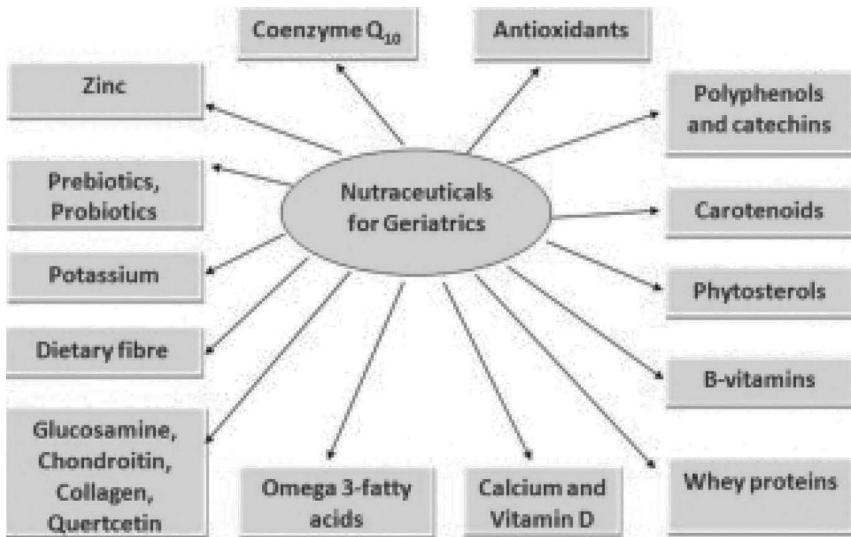 Coenzyme Q10
Antioxidants
Zinc
Polyphenols
and catechins
Prebiotics,
Probiotics
Nutraceuticals
for Geriatrics
Carotenoids
Potassium
Phytosterols
Dietary fibre
B-vitamins
Glucosamine,
Chondroitin,
Collagen,
Quertcetin
Omega 3-fatty
acids
Calcium and
Vitamin D
Whey proteins